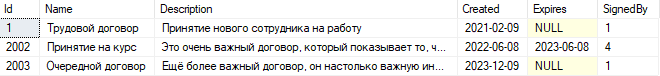 Id Name Description Created Expires SignedBy
1 Трудовой договор Принятие нового сотрудника на работу 2021-02-09 NULL 1
2002 Принятие на курс Это очень важный договор, который показывает то, ч... 2022-06-08 2023-06-08 4
2003 Очередной договор Ещё более важный договор, он настолько важную ин... 2023-12-09 NULL 1